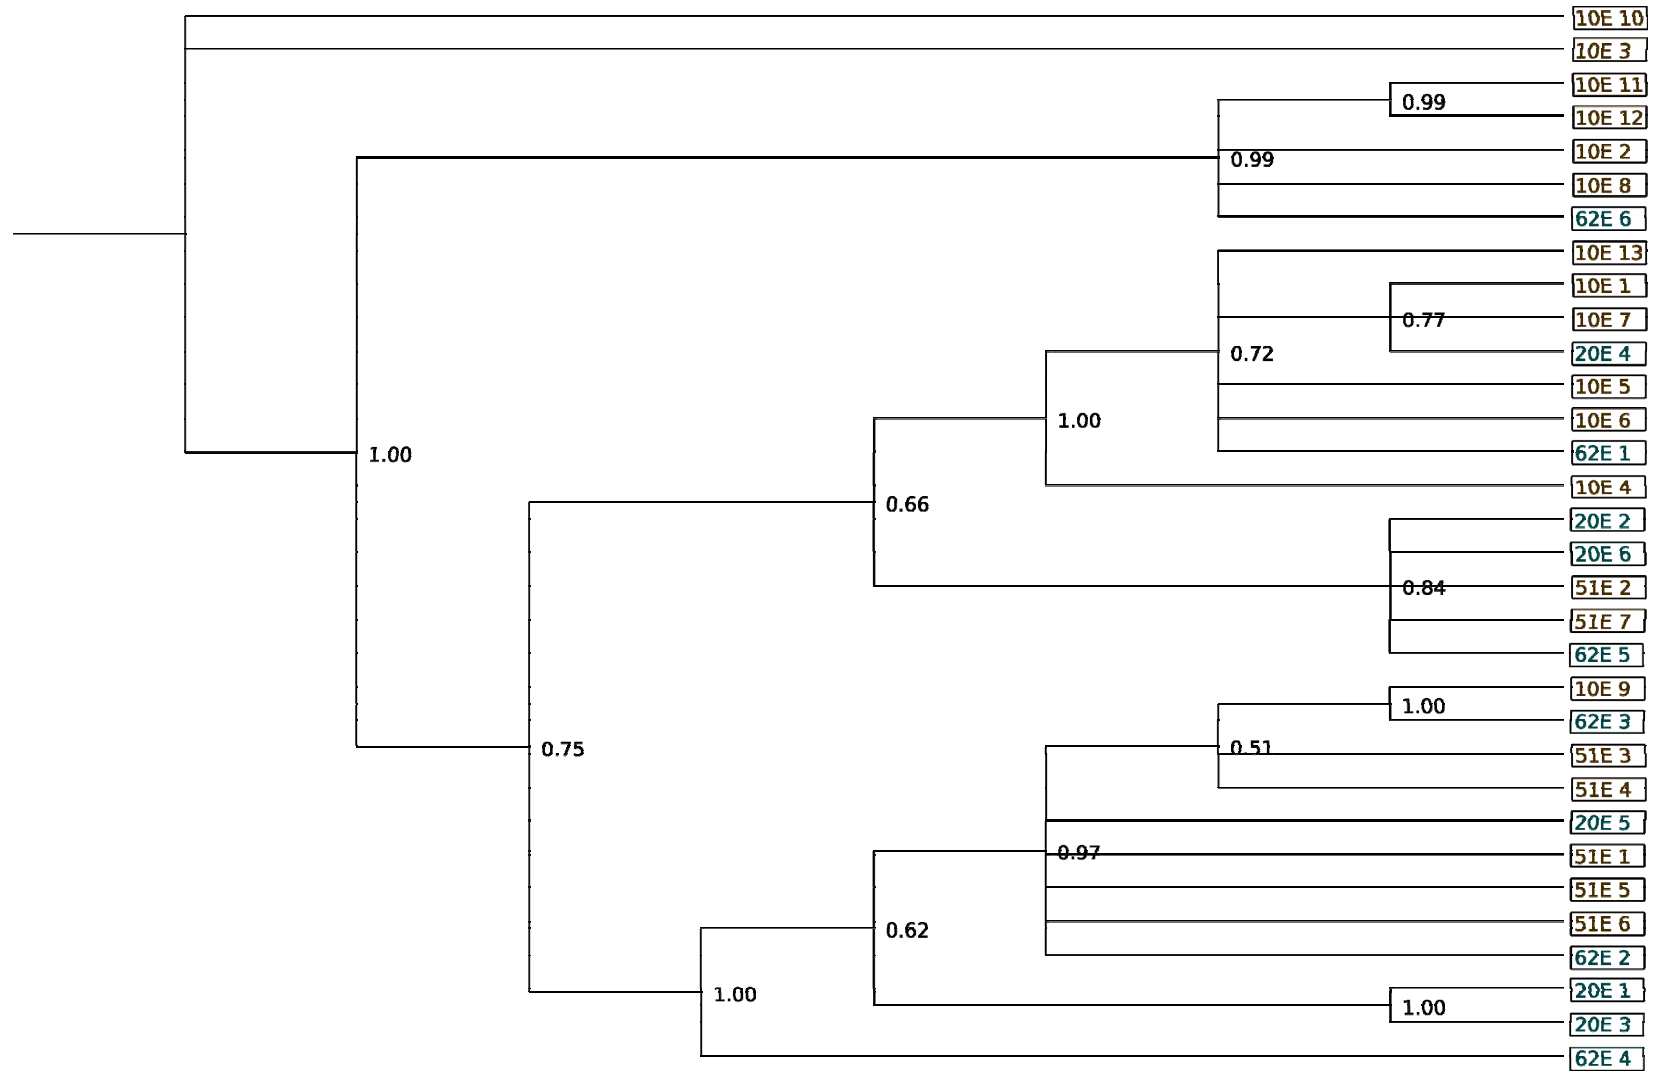 10E 10
10E 3
10E 11
0.99
10E 12
10E 2
0.99
10E 8
62E 6
10E 13
10E 1
10E 7
0.77
20E 4
0.72
10E 5
10E 6
1.00
62E 1
1.00
10E 4
0.66
20E 2
20E 6
51E 2
0.84
51E 7
62E 5
10E 9
1.00
62E 3
0.75
0.51
51E 3
51E 4
20E 5
0.97
51E 1
51E 5
51E 6
0.62
62E 2
20E 1
1.00
1.00
20E 3
62E 4